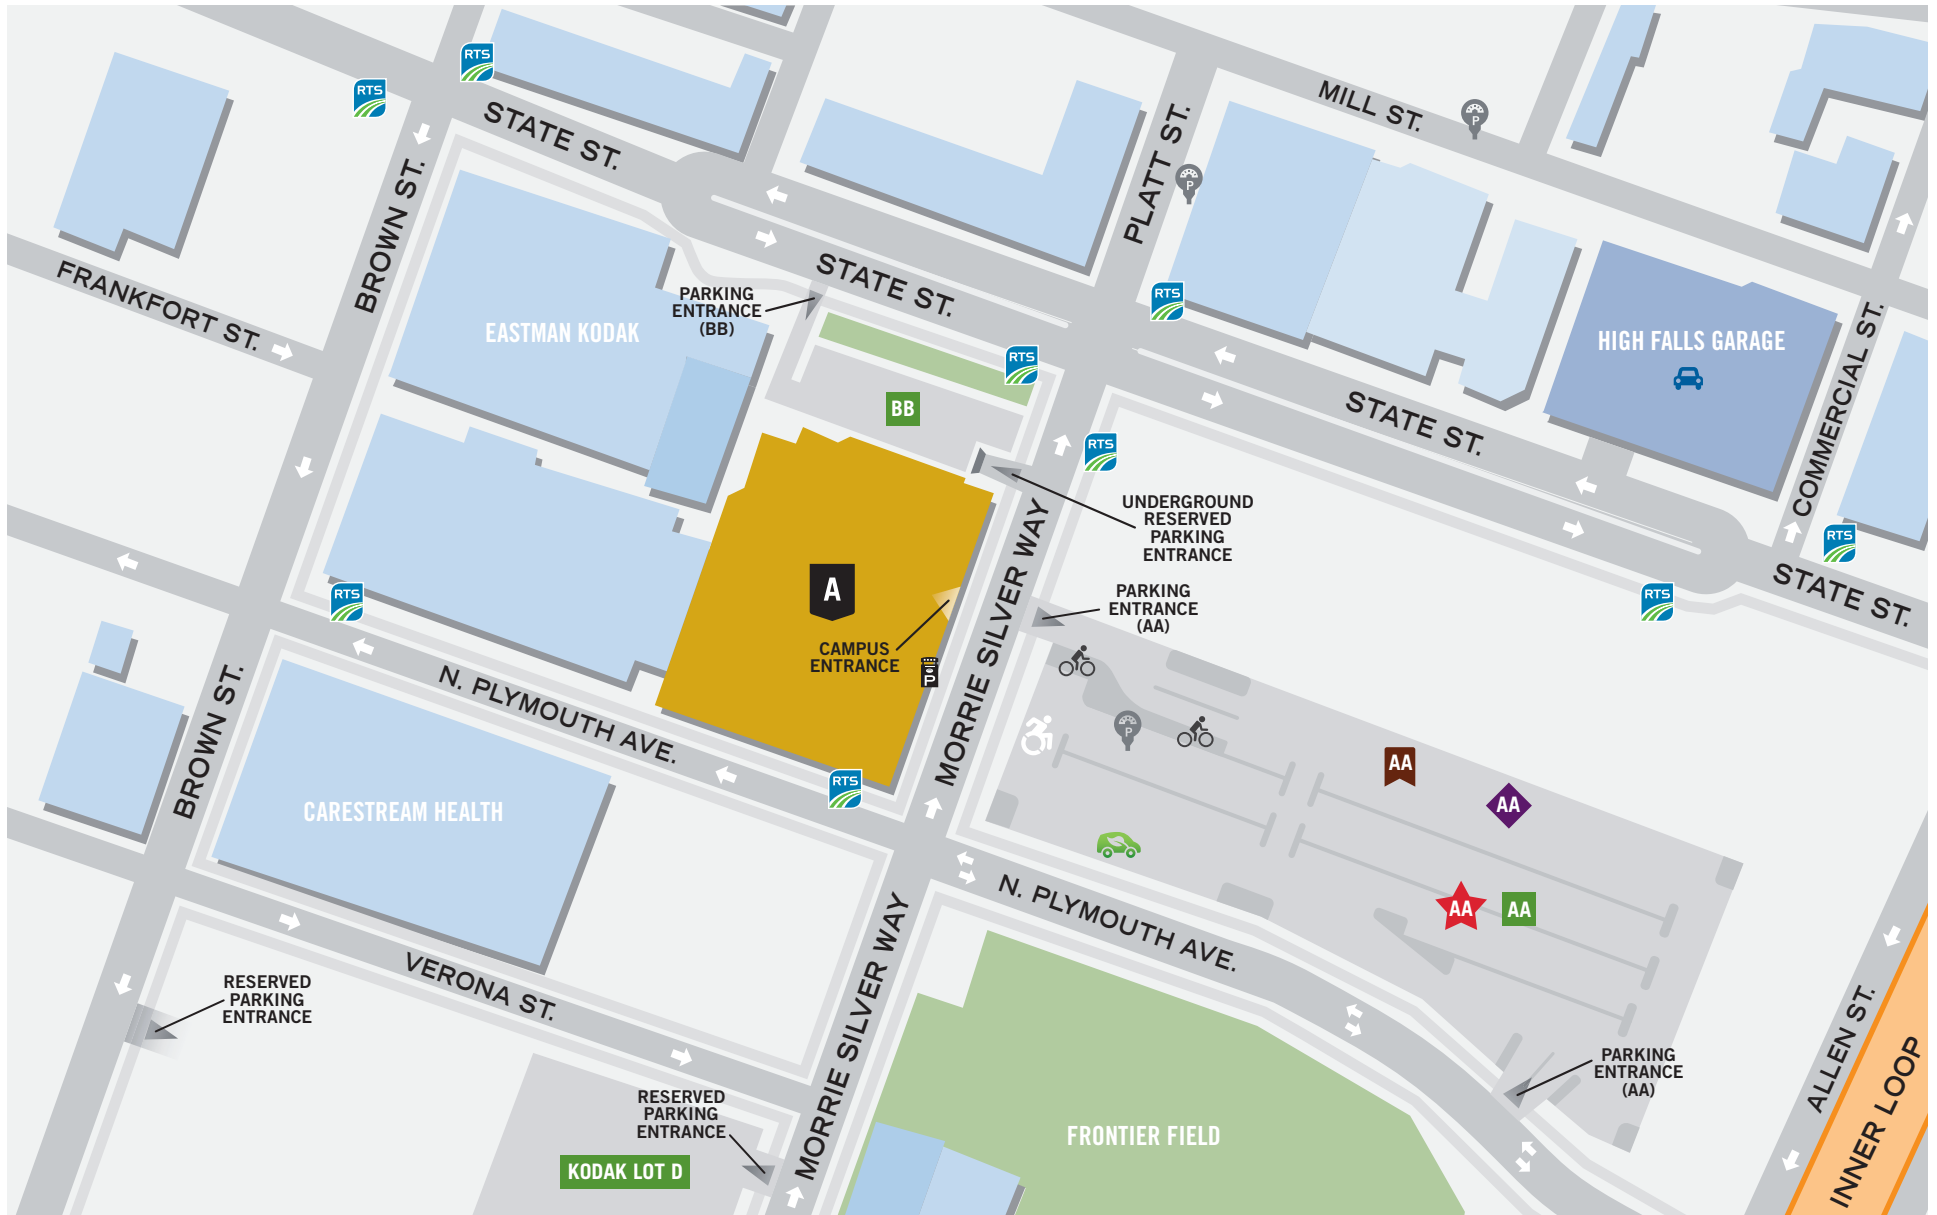 RTS
RTS
STATE ST.
MILL ST.
P
PLATT ST.
P
BROWN ST.
FRANKFORT ST.
STATE ST.
PARKING
ENTRANCE
(BB)
EASTMAN KODAK
RTS
RTS
HIGH FALLS GARAGE
COMMERCIAL ST.
BB
STATE ST.
RTS
UNDERGROUND
RESERVED
PARKING
ENTRANCE
RTS
STATE ST.
RTS
RTS
A
PARKING
ENTRANCE
(AA)
CAMPUS
ENTRANCE
P
MORRIE SILVER WAY
N. PLYMOUTH AVE.
BROWN ST.
P
AA
AA
RTS
CARESTREAM HEALTH
N. PLYMOUTH AVE.
AA
AA
VERONA ST.
RESERVED
PARKING
ENTRANCE
MORRIE SILVER WAY
PARKING
ENTRANCE
(AA)
ALLEN ST.
INNER LOOP
RESERVED
PARKING
ENTRANCE
FRONTIER FIELD
KODAK LOT D